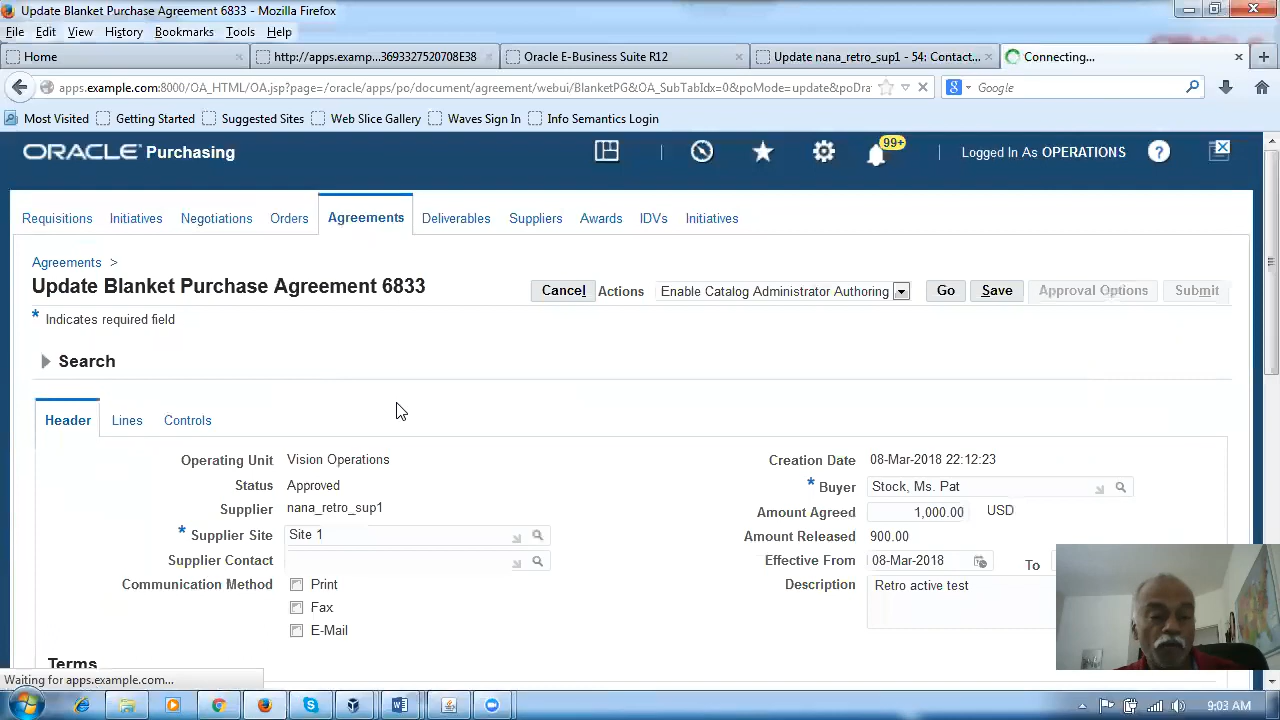 Update Blanket Purchase Agreement 6833 - Mozilla Firefox
File Edit View History Bookmarks Tools Help
Home
http://apps.examp...3693327520708E38
Oracle E-Business Suite R12
Update nana_retro_sup1 - 54: Contact...
Connecting...
apps.example.com:8000/OA_HTML/OA.jsp?page=/oracle/apps/po/document/agreement/webui/BlanketPG&OA_SubTabIdx=0&poMode=update&poDra
Google
Most Visited Getting Started Suggested Sites Web Slice Gallery Waves Sign In Info Semantics Corporation
ORACLE Purchasing
99+
Logged In As OPERATIONS
Requisitions Initiatives Negotiations Orders Agreements Deliverables Suppliers Awards IDVs Initiatives
Agreements >
Update Blanket Purchase Agreement 6833
Cancel Actions Enable Catalog Administrator Authoring Go Save Approval Options Submit
* Indicates required field
Search
Header Lines Controls
Operating Unit Vision Operations
Status Approved
Supplier nana_retro_sup1
* Supplier Site Site 1
Supplier Contact
Communication Method Print
Fax
E-Mail
Creation Date 08-Mar-2018 22:12:23
* Buyer Stock, Ms. Pat
Amount Agreed 1,000.00 USD
Amount Released 900.00
Effective From 08-Mar-2018 To
Description Retro active test
Terms
Waiting for apps.example.com...
9:03 AM